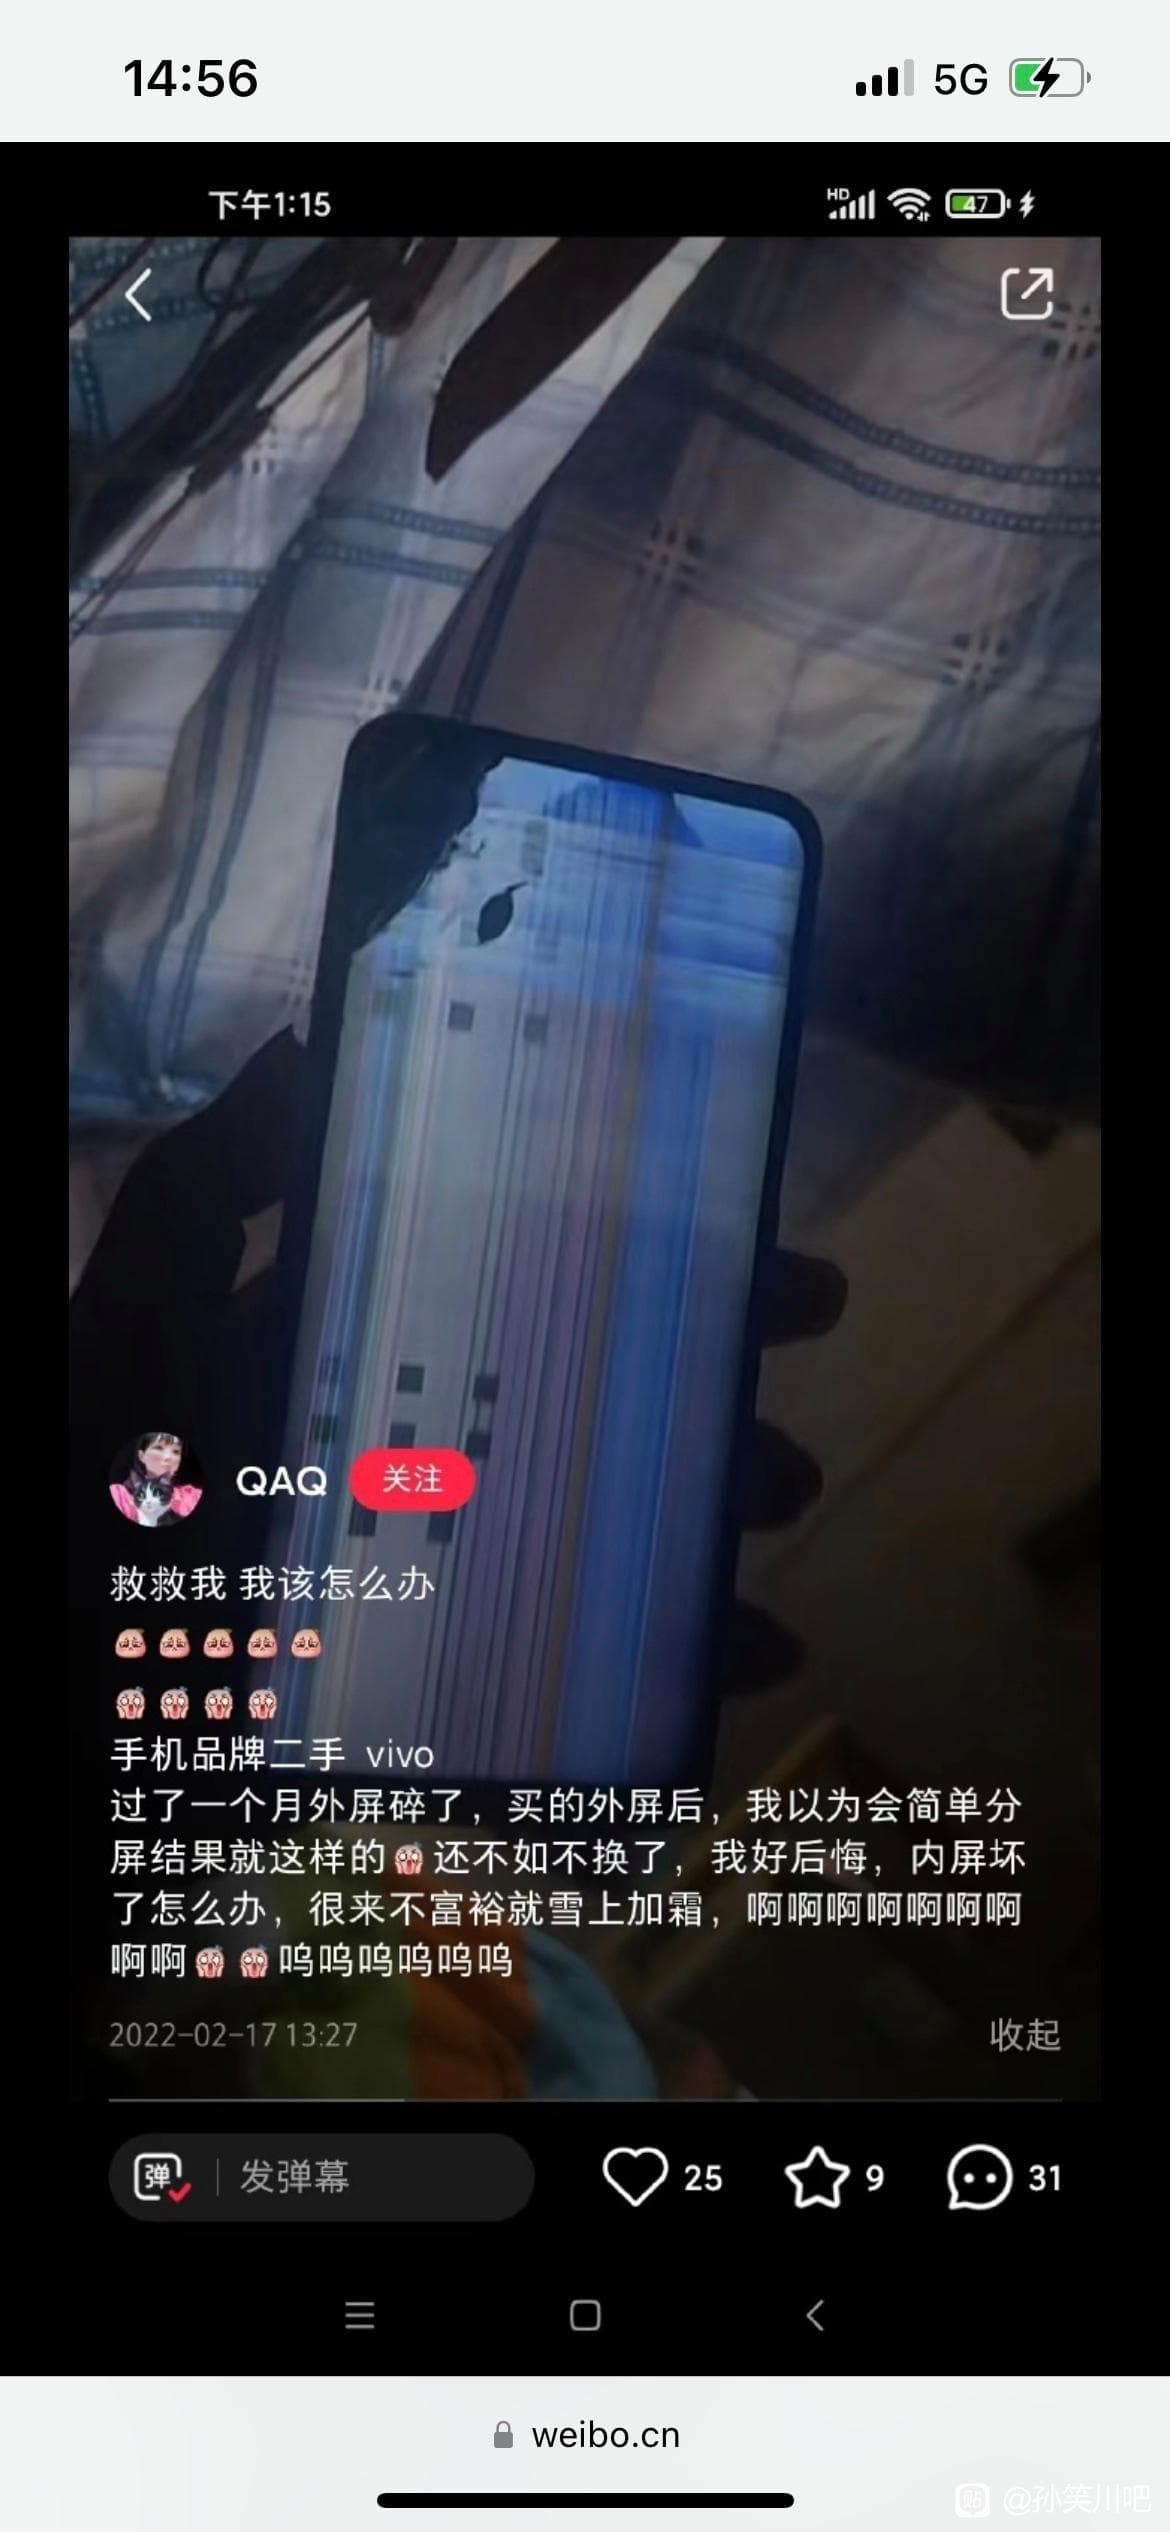 14:56
5G
下午1:15
HD
47
QAQ
关注
救救我 我该怎么办
手机品牌二手 vivo
过了一个月外屏碎了，买的外屏后，我以为会简单分
屏结果就这样的还不如不换了，我好后悔，内屏坏
了怎么办，很来不富裕就雪上加霜，啊啊啊啊啊啊啊
啊啊呜呜呜呜呜呜
2022-02-17 13:27
收起
弹
发弹幕
25
9
31
weibo.cn
贴 @孙笑川吧